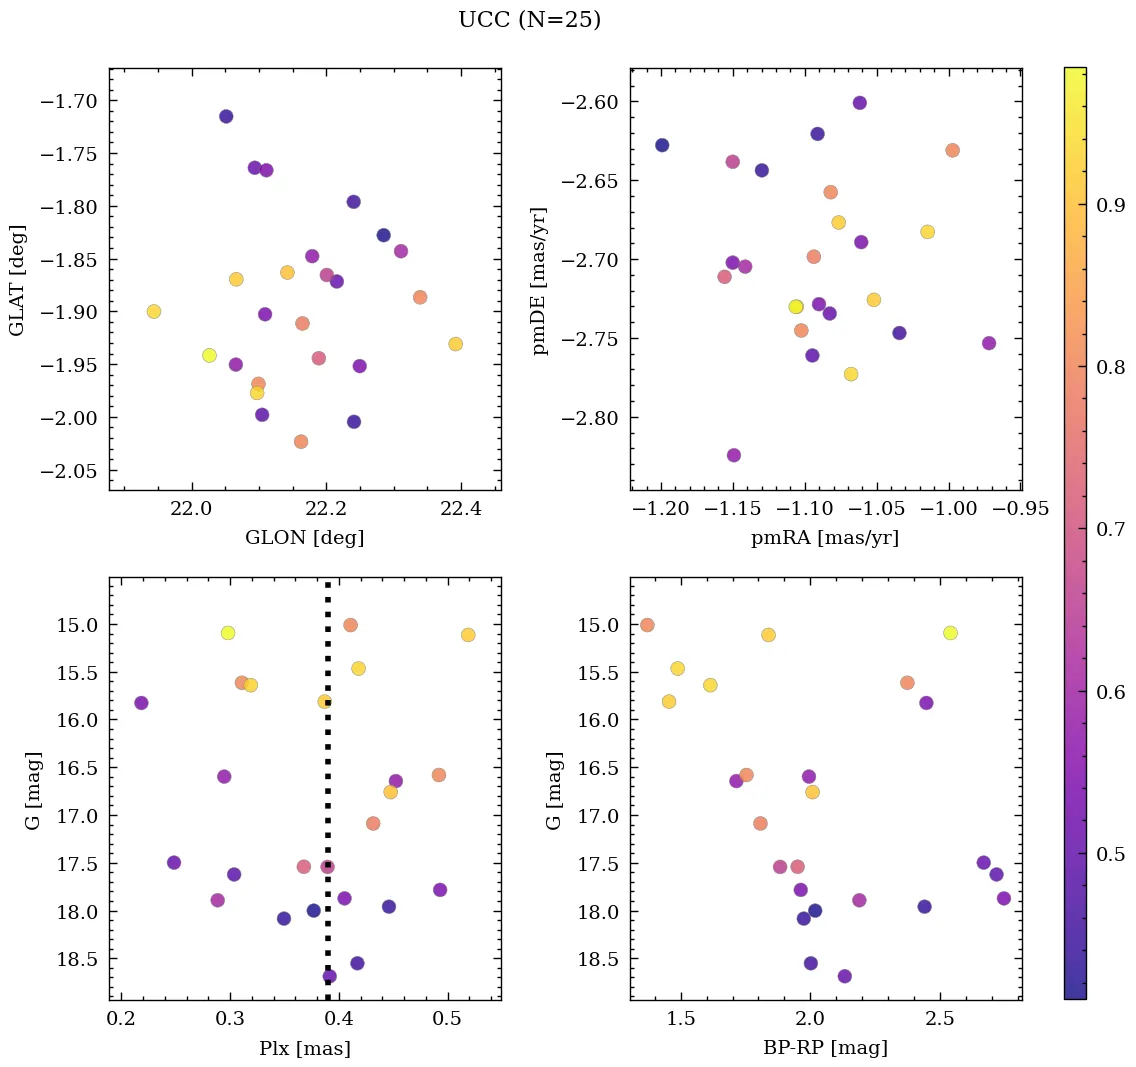 UCC (N=25)
−1.70
−1.75
−1.80
−1.85
−1.90
−1.95
−2.00
−2.05
GLAT [deg]
22.0 22.2 22.4
GLON [deg]
−2.60
−2.65
−2.70
−2.75
−2.80
pmDE [mas/yr]
−1.20 −1.15 −1.10 −1.05 −1.00 −0.95
pmRA [mas/yr]
15.0
15.5
16.0
16.5
17.0
17.5
18.0
18.5
G [mag]
0.2 0.3 0.4 0.5
Plx [mas]
15.0
15.5
16.0
16.5
17.0
17.5
18.0
18.5
G [mag]
1.5 2.0 2.5
BP-RP [mag]
0.9
0.8
0.7
0.6
0.5